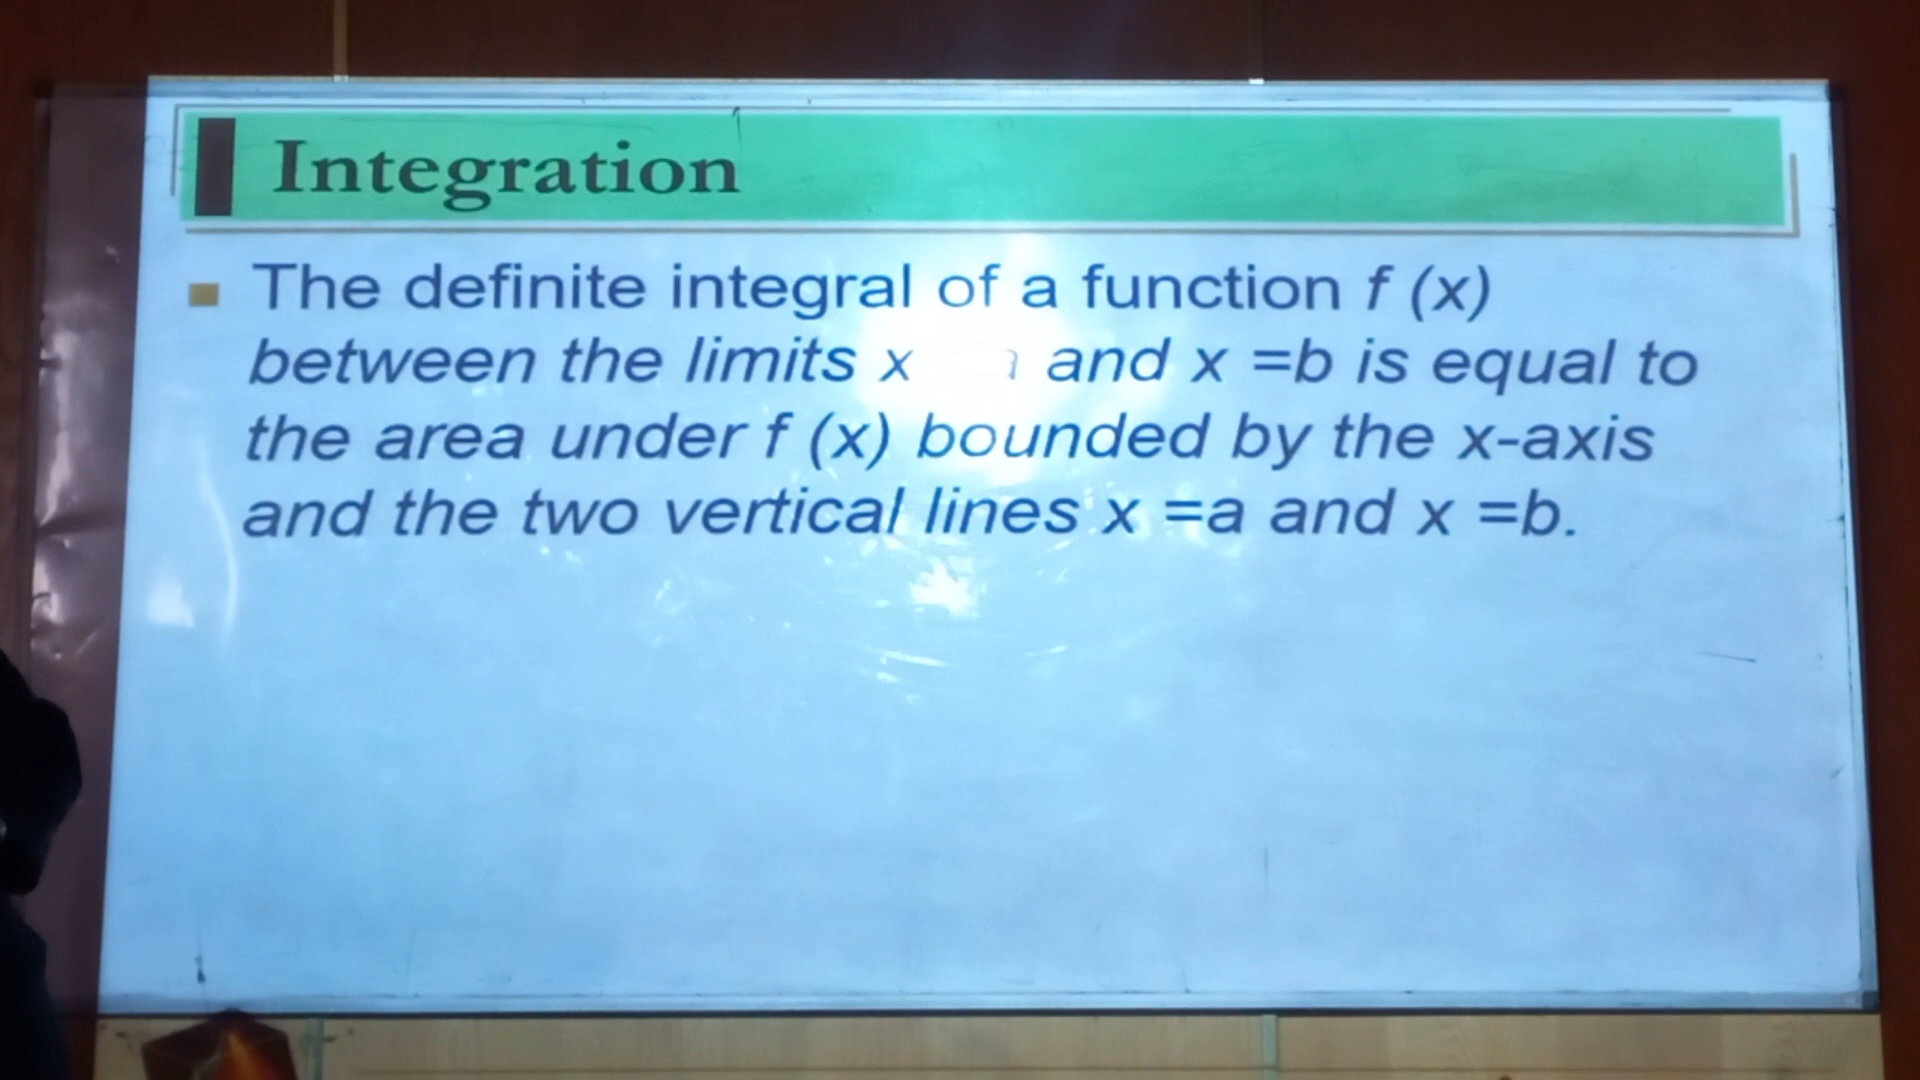 Integration
The definite integral of a function f (x)
between the limits x and x =b is equal to
the area under f (x) bounded by the x-axis
and the two vertical lines x =a and x =b.